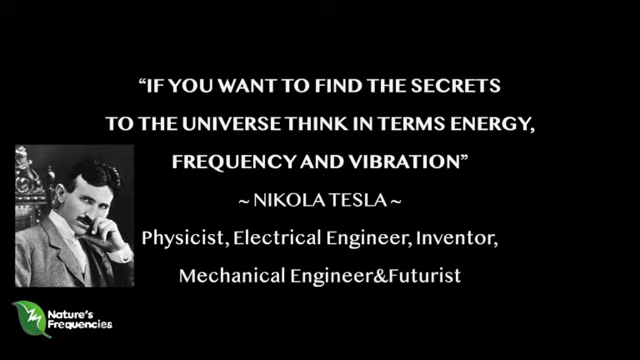 “IF YOU WANT TO FIND THE SECRETS
TO THE UNIVERSE THINK IN TERMS ENERGY,
FREQUENCY AND VIBRATION”
~ NIKOLA TESLA ~
Physicist, Electrical Engineer, Inventor,
Mechanical Engineer&Futurist
Nature's
Frequencies